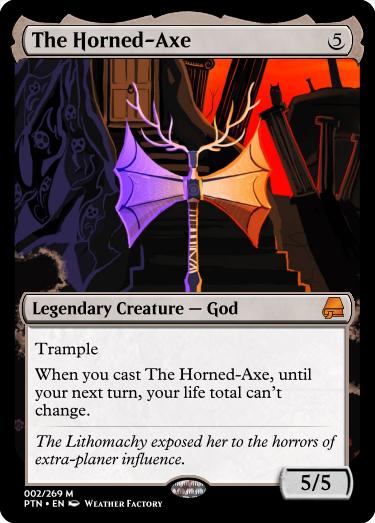 The Horned-Axe 5
Legendary Creature — God
Trample
When you cast The Horned-Axe, until
your next turn, your life total can't
change.
The Lithomachy exposed her to the horrors of
extra-planer influence.
5/5
002/269 M
PTN • EN Weather Factory